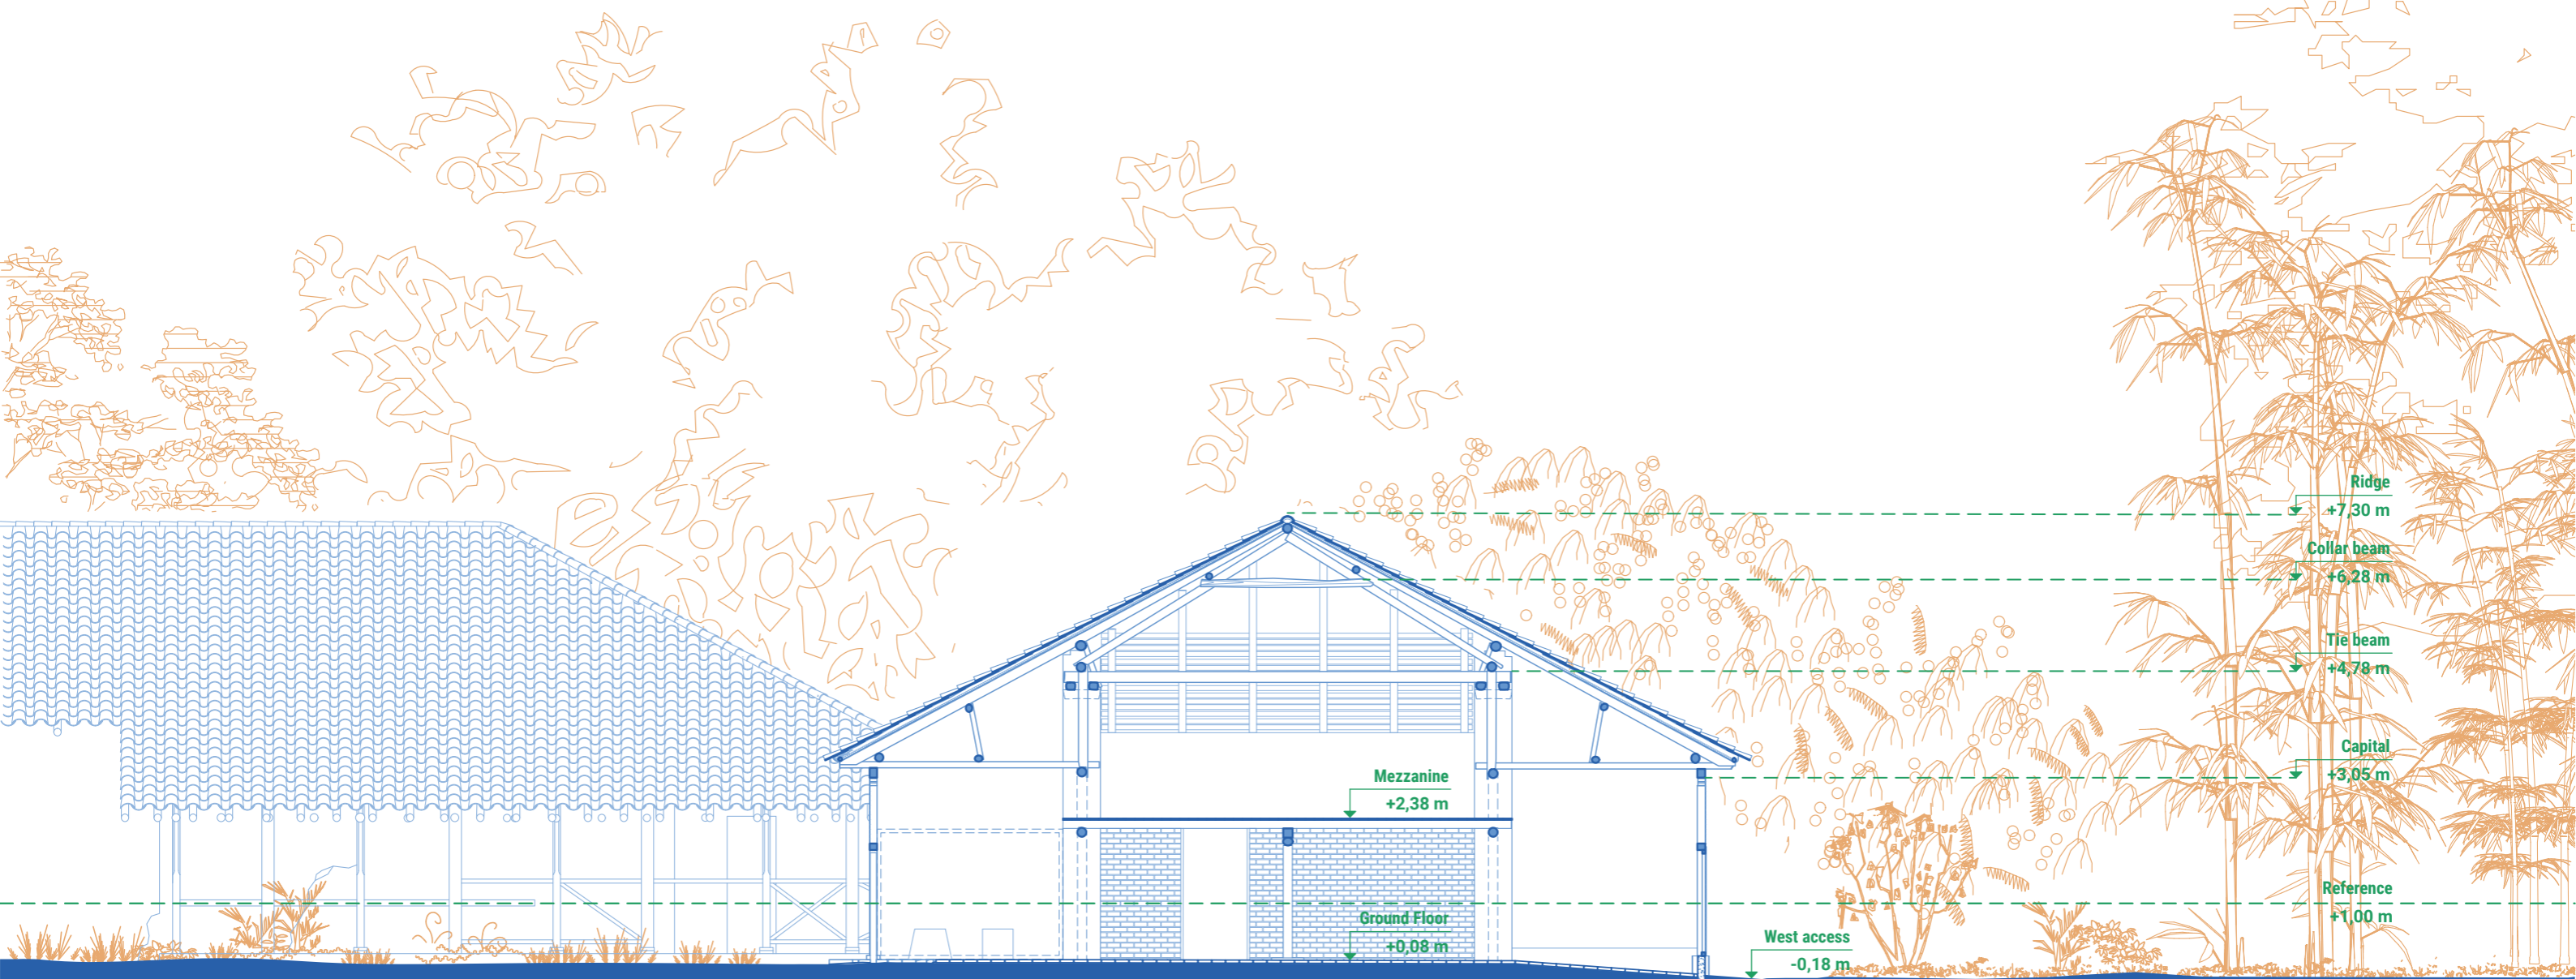 Ridge
+7,30 m
Collar beam
+6,28 m
Tie beam
+4,78 m
Capital
+3,05 m
Mezzanine
+2,38 m
Reference
+1,00 m
Ground Floor
+0,08 m
West access
-0,18 m